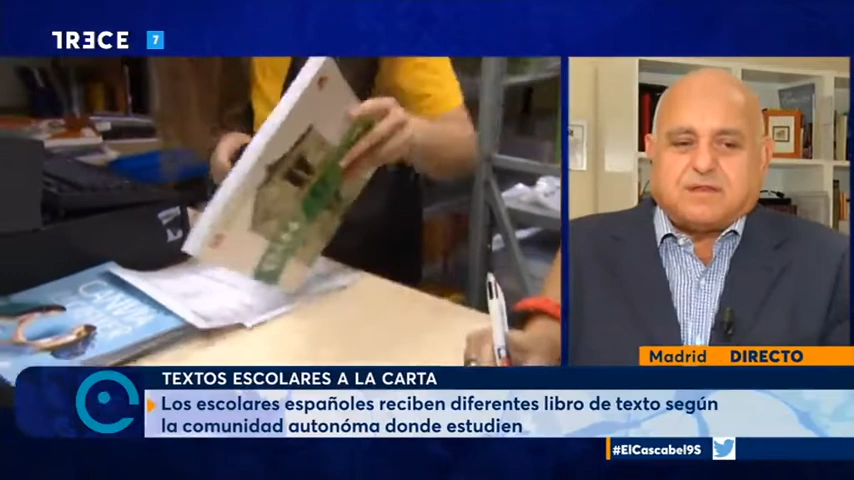 TRECE 7
Madrid DIRECTO
TEXTOS ESCOLARES A LA CARTA
Los escolares españoles reciben diferentes libro de texto según
la comunidad autonóma donde estudien
#ElCascabel9S